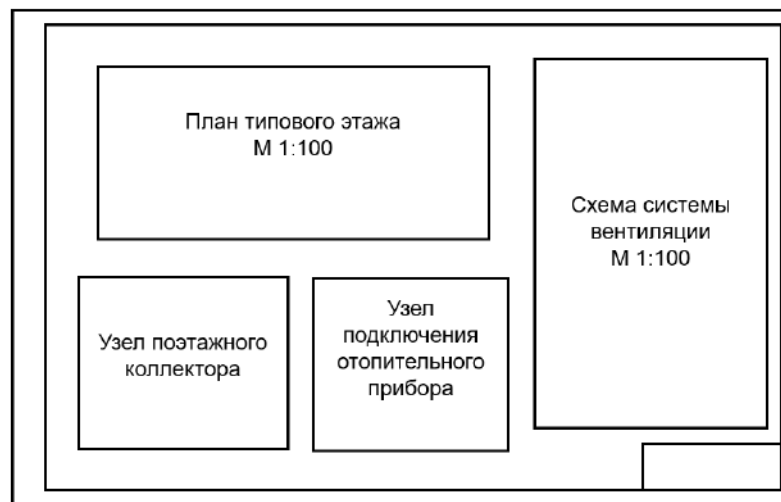 План типового этажа
М 1:100
Схема системы
вентиляции
М 1:100
Узел поэтажного
коллектора
Узел
подключения
отопительного
прибора